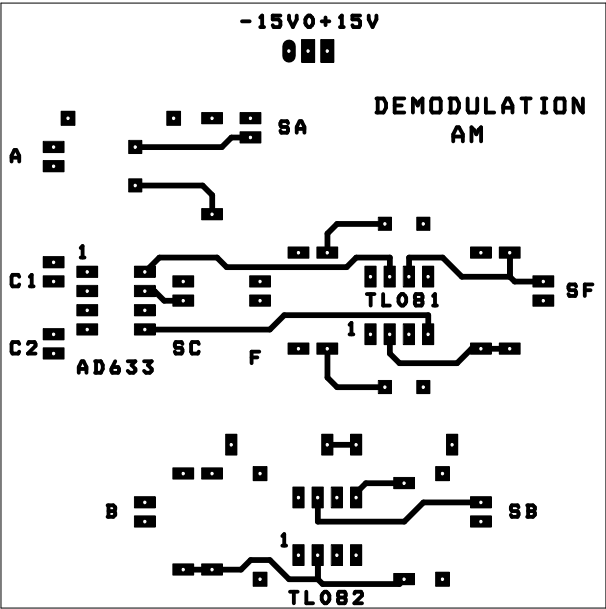 -15V0+15V
DEMODULATION
AM
SA
A
1
C1
TL081
SF
1
C2
SC
F
AD633
B
SB
1
TL082